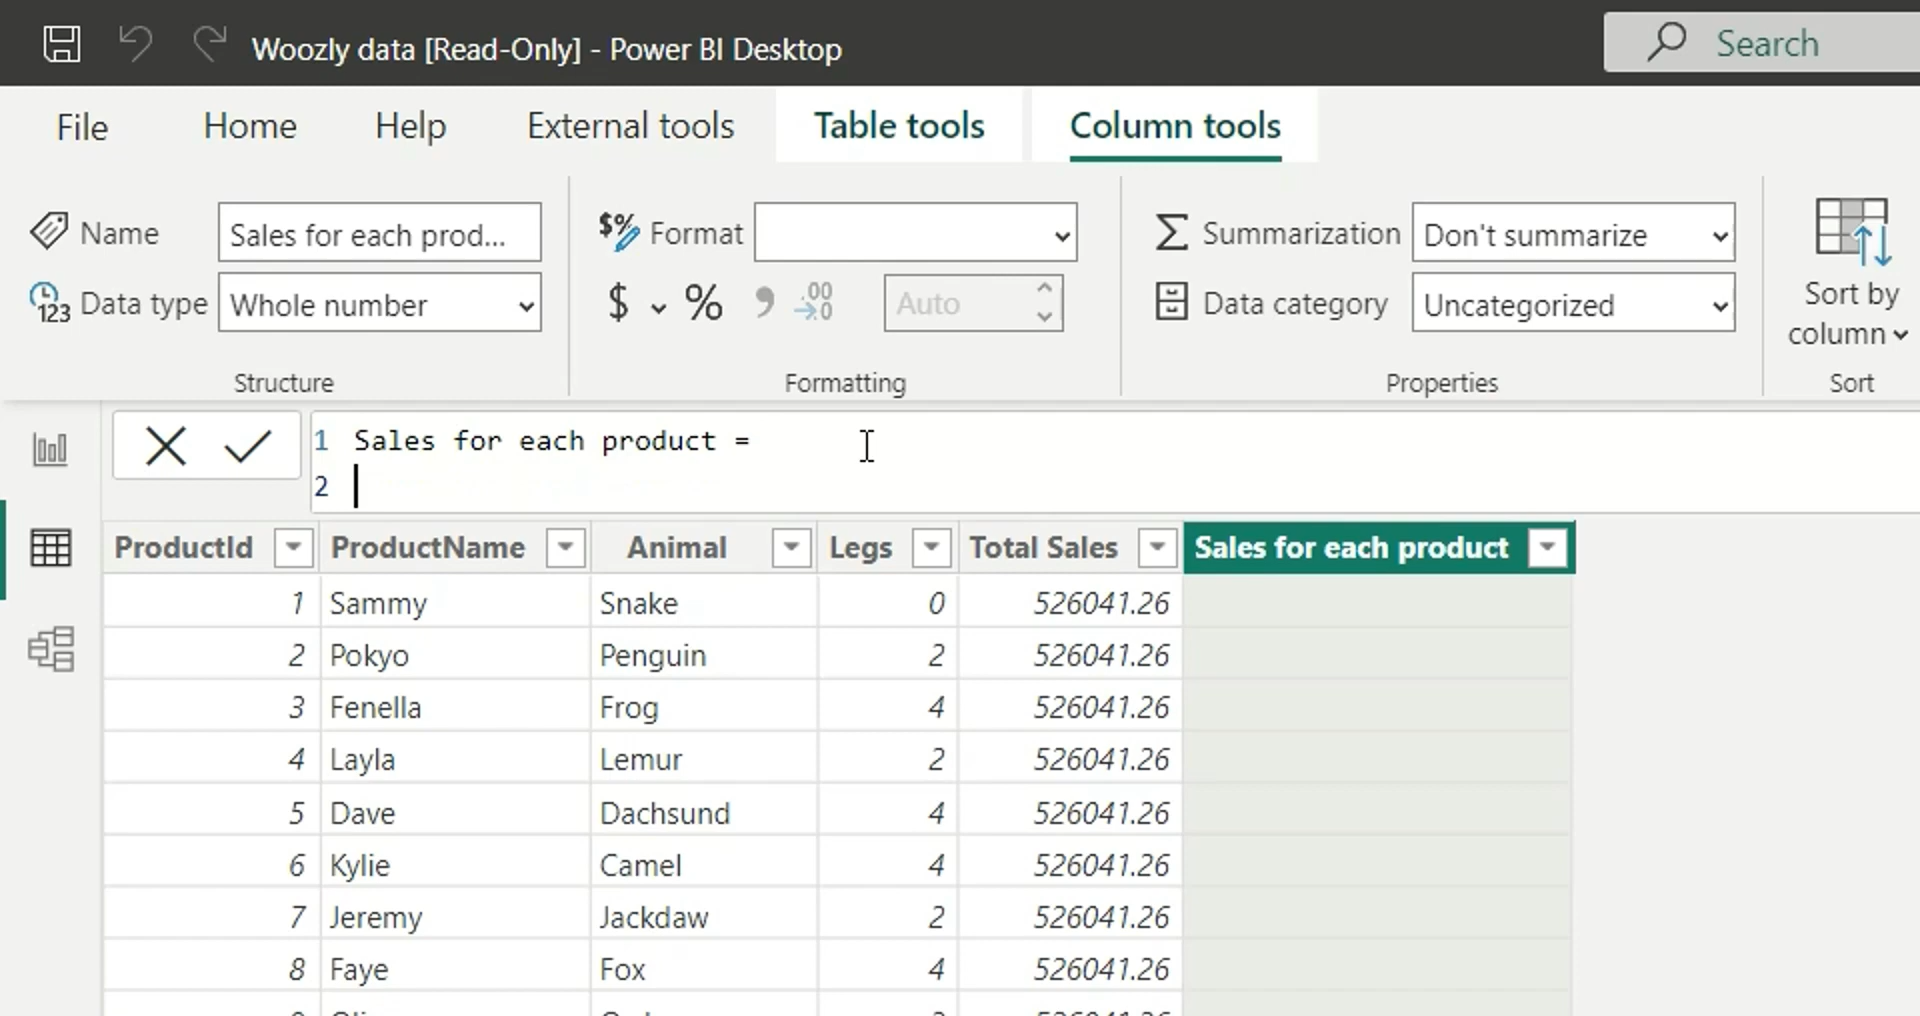 Woozly data [Read-Only] - Power BI Desktop
Search
File Home Help External tools Table tools Column tools
Name Sales for each prod...
Data type Whole number
Structure
$% Format
$ % .00 Auto
Formatting
Summarization Don't summarize
Data category Uncategorized
Properties
Sort by
column
Sort
1 Sales for each product =
2
ProductId ProductName Animal Legs Total Sales Sales for each product
1 Sammy Snake 0 526041.26
2 Pokyo Penguin 2 526041.26
3 Fenella Frog 4 526041.26
4 Layla Lemur 2 526041.26
5 Dave Dachsund 4 526041.26
6 Kylie Camel 4 526041.26
7 Jeremy Jackdaw 2 526041.26
8 Faye Fox 4 526041.26